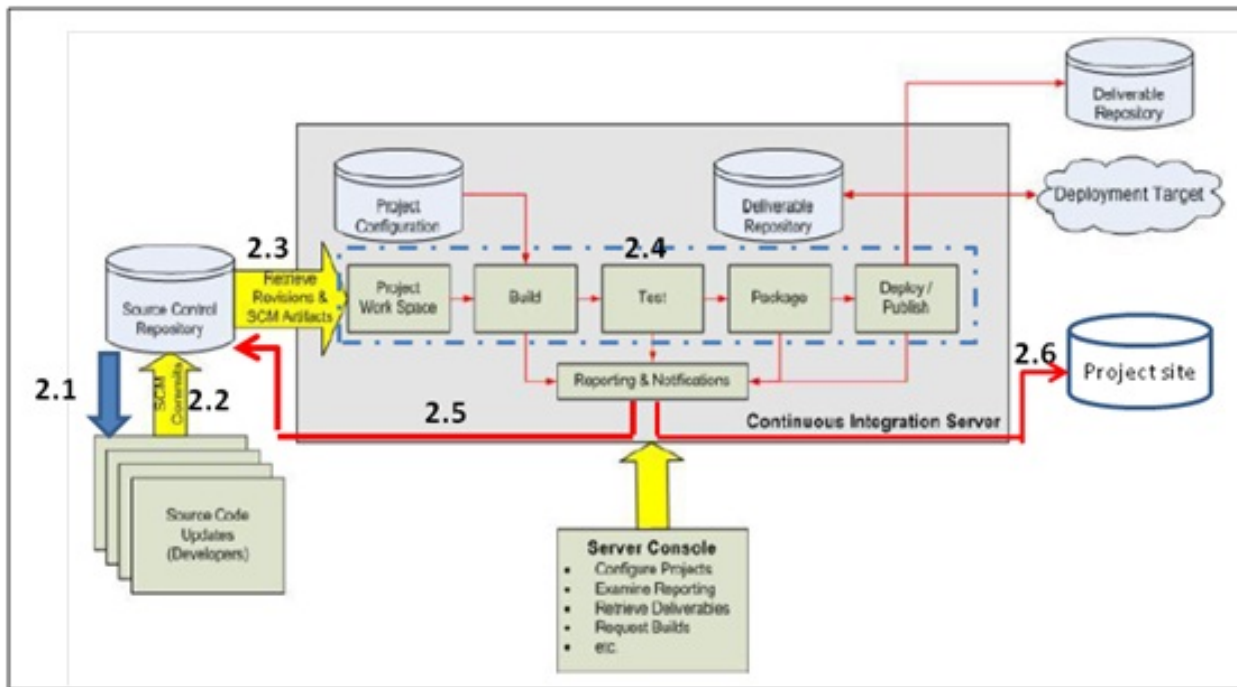 Deliverable
Repository
Deployment Target
Project
Configuration
Deliverable
Repository
2.3
2.4
Source Control
Repository
Retrieve
Revisions &
SCM Artifacts
Project
Work Space
Build
Test
Package
Deploy /
Publish
2.1
SCM
Commits
2.2
Reporting & Notifications
2.5
Continuous Integration Server
2.6
Project site
Source Code
Updates
(Developers)
Server Console
• Configure Projects
• Examine Reporting
• Retrieve Deliverables
• Request Builds
• etc.